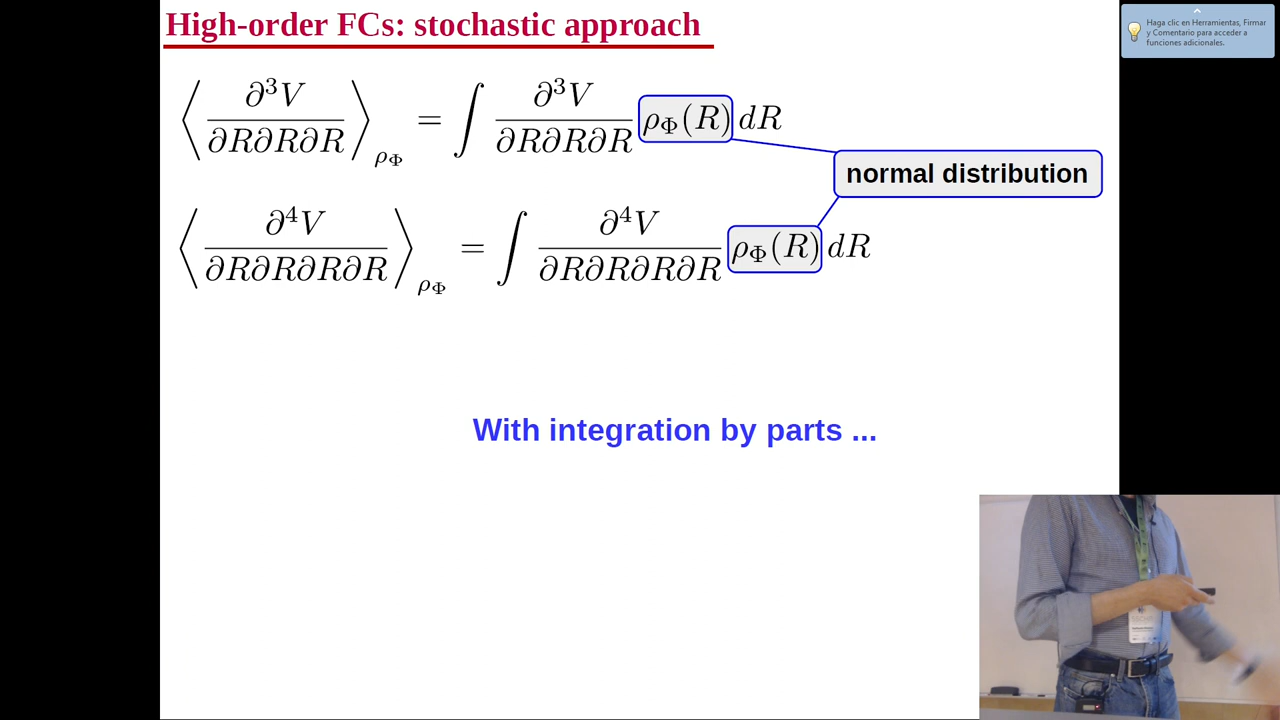 High-order FCs: stochastic approach
⟨∂³V / ∂R∂R∂R⟩_ρΦ = ∫ ∂³V / ∂R∂R∂R ρΦ(R) dR
normal distribution
⟨∂⁴V / ∂R∂R∂R∂R⟩_ρΦ = ∫ ∂⁴V / ∂R∂R∂R∂R ρΦ(R) dR
With integration by parts ...
Haga clic en Herramientas, Firmar
y Comentario para acceder a
funciones adicionales.